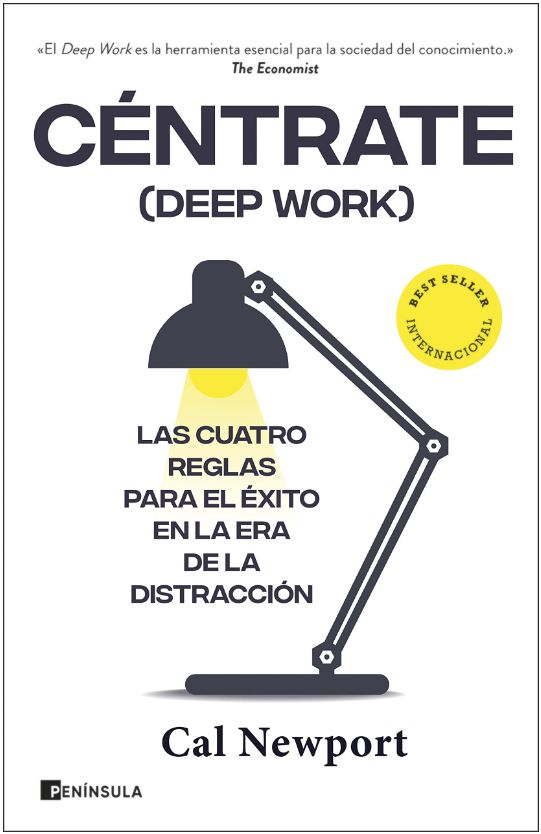 «El Deep Work es la herramienta esencial para la sociedad del conocimiento.»
The Economist
CÉNTRATE
(DEEP WORK)
BEST SELLER
INTERNACIONAL
LAS CUATRO
REGLAS
PARA EL ÉXITO
EN LA ERA
DE LA
DISTRACCIÓN
Cal Newport
PENÍNSULA